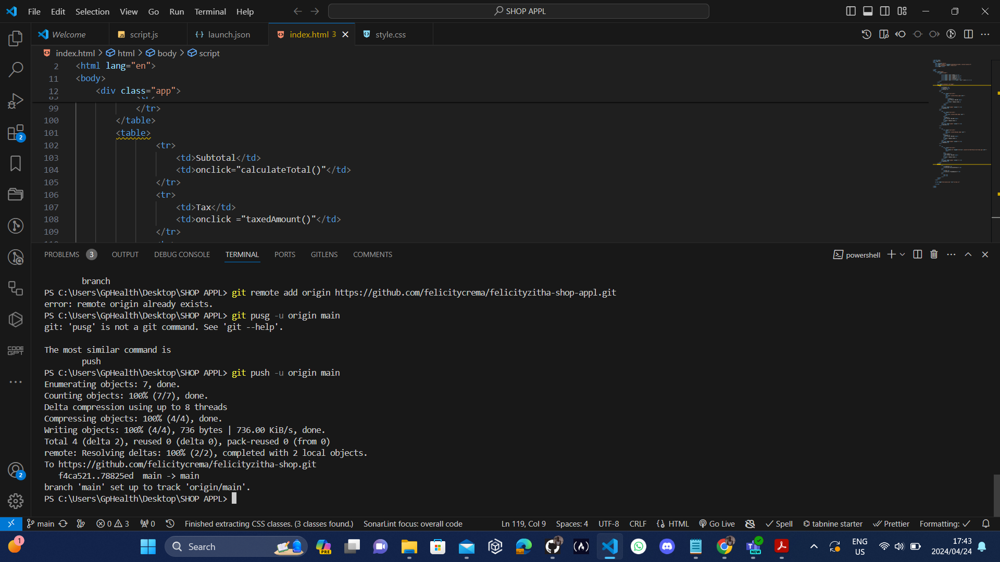 File Edit Selection View Go Run Terminal Help
SHOP APPL
Welcome
script.js
launch.json
index.html 3
style.css
index.html > html > body > script
2 <html lang="en">
11 <body>
12 <div class="app">
99 </tr>
100 </table>
101 <table>
102 <tr>
103 <td>Subtotal</td>
104 <td>onclick="calculateTotal()"</td>
105 </tr>
106 <tr>
107 <td>Tax</td>
108 <td>onclick ="taxedAmount()"</td>
109 </tr>
PROBLEMS 3 OUTPUT DEBUG CONSOLE TERMINAL PORTS GITLENS COMMENTS
powershell
branch
PS C:\Users\GpHealth\Desktop\SHOP APPL> git remote add origin https://github.com/felicitycrema/felicityzitha-shop-appl.git
error: remote origin already exists.
PS C:\Users\GpHealth\Desktop\SHOP APPL> git pusg -u origin main
git: 'pusg' is not a git command. See 'git --help'.
The most similar command is
push
PS C:\Users\GpHealth\Desktop\SHOP APPL> git push -u origin main
Enumerating objects: 7, done.
Counting objects: 100% (7/7), done.
Delta compression using up to 8 threads
Compressing objects: 100% (4/4), done.
Writing objects: 100% (4/4), 736 bytes | 736.00 KiB/s, done.
Total 4 (delta 2), reused 0 (delta 0), pack-reused 0 (from 0)
remote: Resolving deltas: 100% (2/2), completed with 2 local objects.
To https://github.com/felicitycrema/felicityzitha-shop.git
f4ca521..78825ed main -> main
branch 'main' set up to track 'origin/main'.
PS C:\Users\GpHealth\Desktop\SHOP APPL>
2
CODE
GPT
2
main 0 3 0 Finished extracting CSS classes. (3 classes found.) SonarLint focus: overall code Ln 119, Col 9 Spaces: 4 UTF-8 CRLF HTML Go Live Spell tabnine starter Prettier Formatting:
1
Search
PRE
NEW
ENG
US
17:43
2024/04/24